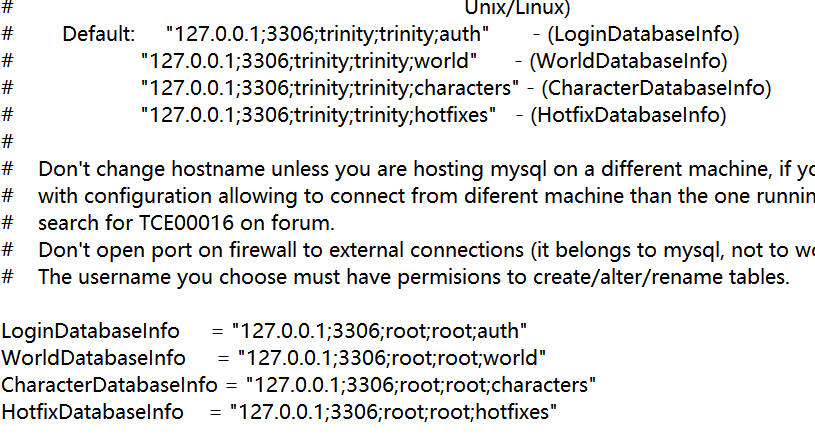 # Unix/Linux)
# Default: "127.0.0.1;3306;trinity;trinity;auth" - (LoginDatabaseInfo)
# "127.0.0.1;3306;trinity;trinity;world" - (WorldDatabaseInfo)
# "127.0.0.1;3306;trinity;trinity;characters" - (CharacterDatabaseInfo)
# "127.0.0.1;3306;trinity;trinity;hotfixes" - (HotfixDatabaseInfo)
#
# Don't change hostname unless you are hosting mysql on a different machine, if
# with configuration allowing to connect from diferent machine than the one
# search for TCE00016 on forum.
# Don't open port on firewall to external connections (it belongs to mysql, not to
# The username you choose must have permisions to create/alter/rename tables.
LoginDatabaseInfo = "127.0.0.1;3306;root;root;auth"
WorldDatabaseInfo = "127.0.0.1;3306;root;root;world"
CharacterDatabaseInfo = "127.0.0.1;3306;root;root;characters"
HotfixDatabaseInfo = "127.0.0.1;3306;root;root;hotfixes"